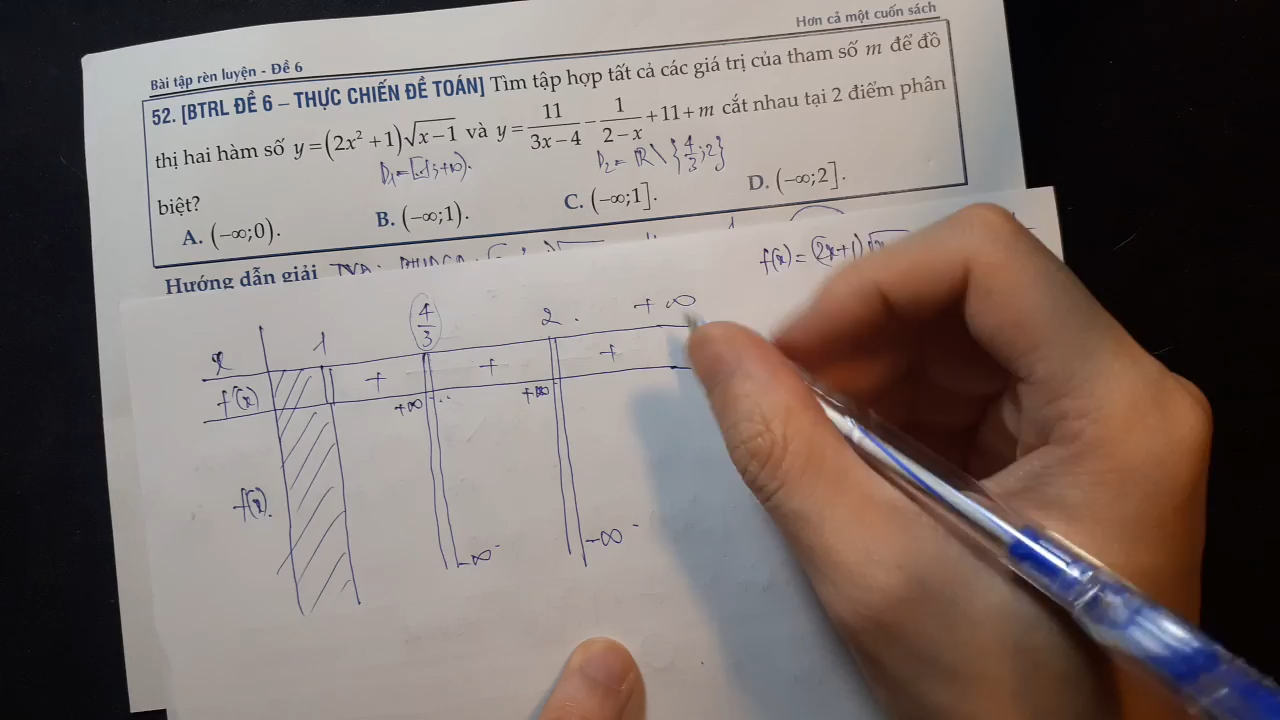 Hơn cả một cuốn sách
Bài tập rèn luyện - Đề 6
52. [BTRL ĐỀ 6 – THỰC CHIẾN ĐỀ TOÁN] Tìm tập hợp tất cả các giá trị của tham số m để đồ
thị hai hàm số y=(2x²+1)√(x−1) và y= 11/(3x−4) − 1/(2−x) +11+m cắt nhau tại 2 điểm phân
D₂ = ℝ\{4/3;2}
biệt?
A. (−∞;0). B. (−∞;1). C. (−∞;1]. D. (−∞;2].
Hướng dẫn giải
f(x) = (2x+1)
x 1 4/3 2 . +∞
f'(x) + + +
+∞ +∞
f(x).
-∞ -∞